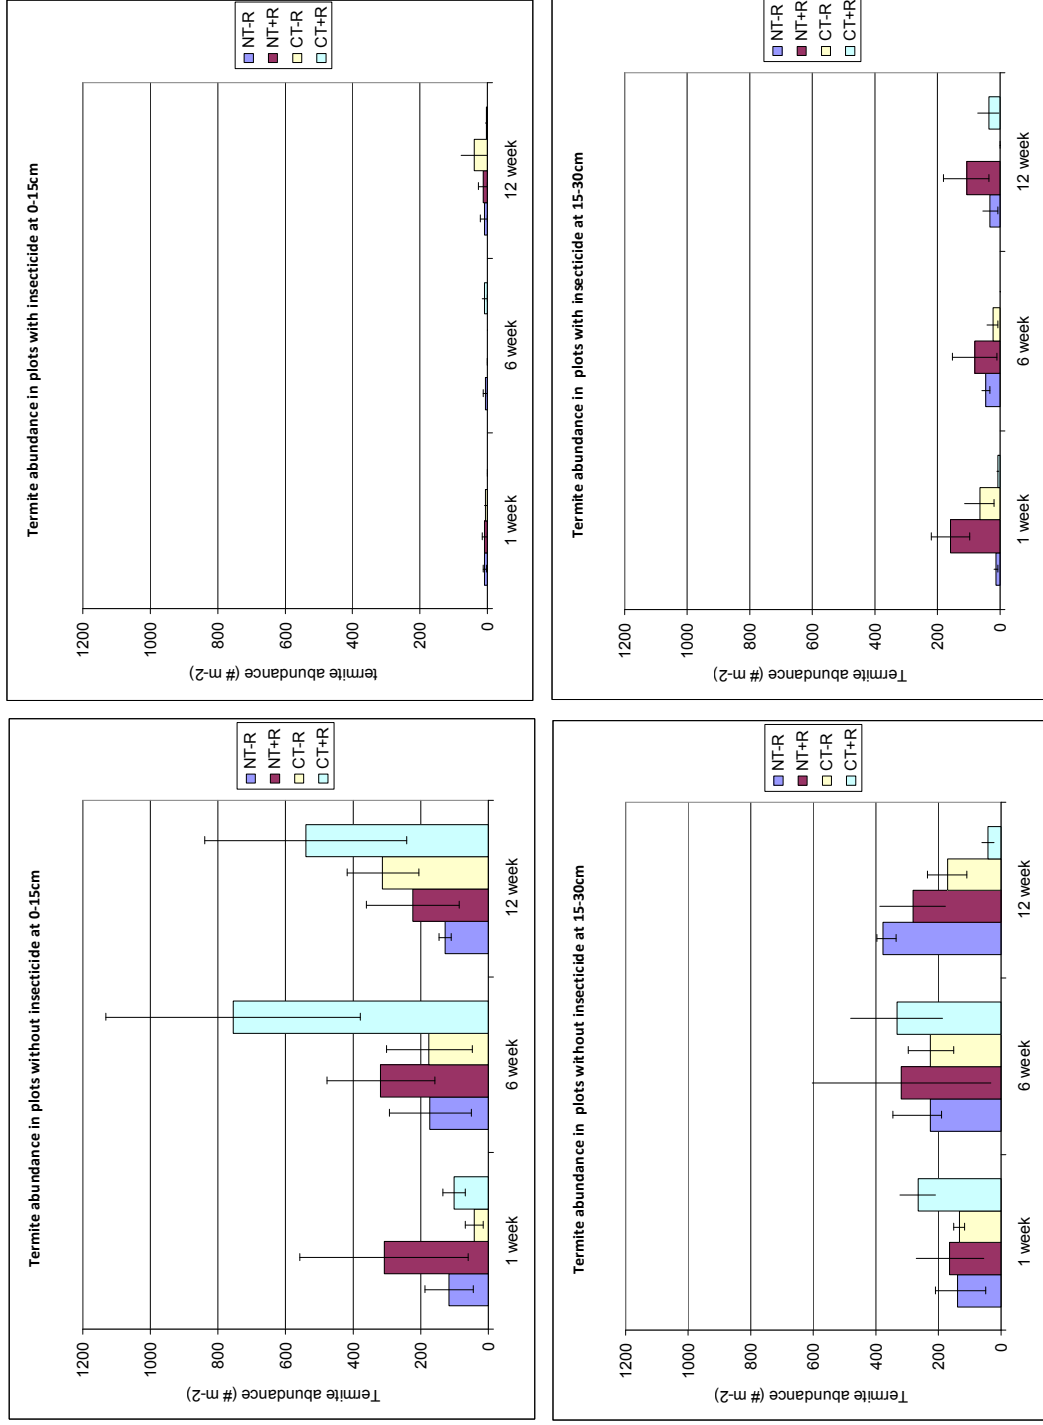 Termite abundance in plots without insecticide at 0-15cm
Termite abundance (# m-2)
1200
1000
800
600
400
200
0
1 week
6 week
12 week
NT-R
NT+R
CT-R
CT+R
Termite abundance in plots with insecticide at 0-15cm
termite abundance (# m-2)
1200
1000
800
600
400
200
0
1 week
6 week
12 week
NT-R
NT+R
CT-R
CT+R
Termite abundance in plots without insecticide at 15-30cm
Termite abundance (# m-2)
1200
1000
800
600
400
200
0
1 week
6 week
12 week
NT-R
NT+R
CT-R
CT+R
Termite abundance in  plots with insecticide at 15-30cm
Termite abundance (# m-2)
1200
1000
800
600
400
200
0
1 week
6 week
12 week
NT-R
NT+R
CT-R
CT+R